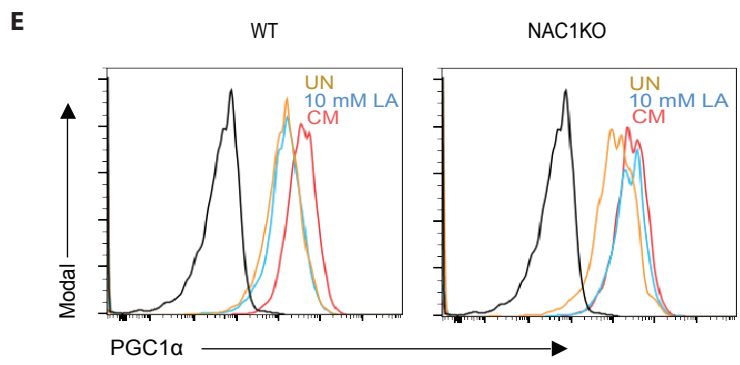 E
WT
NAC1KO
UN
10 mM LA
CM
UN
10 mM LA
CM
Modal
PGC1α